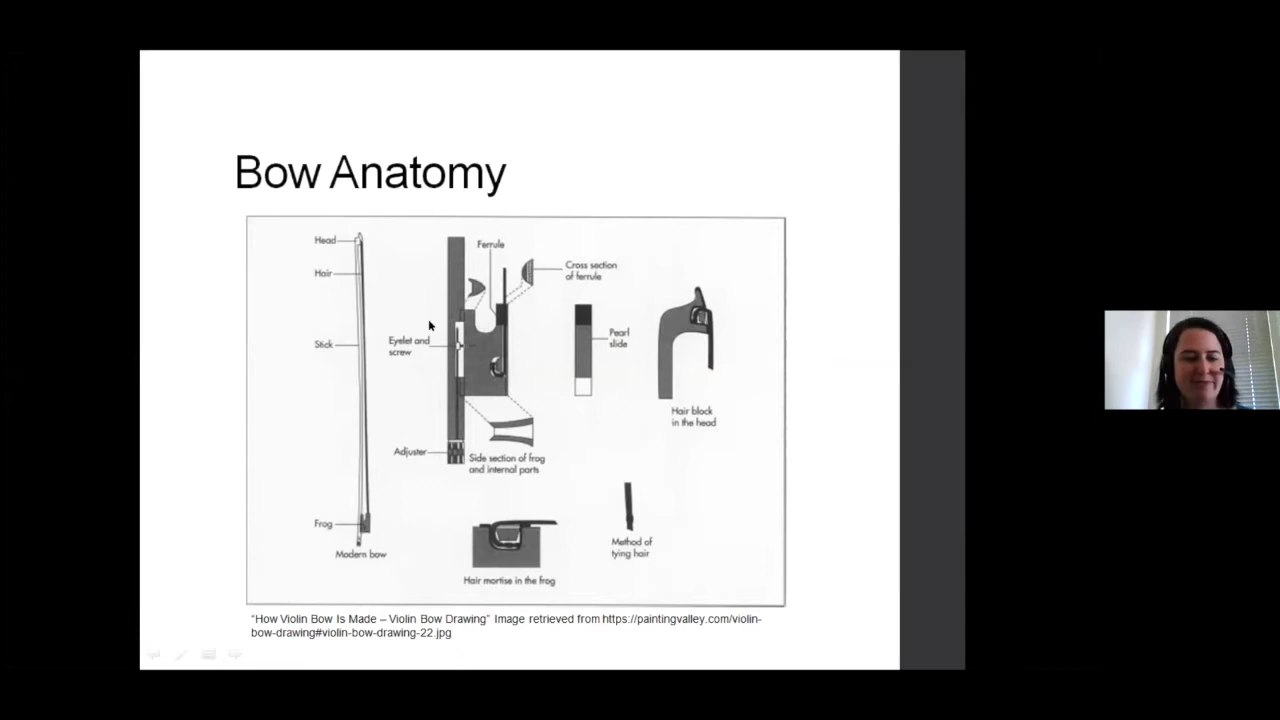 Bow Anatomy
Head
Hair
Stick
Frog
Modern bow
Ferrule
Cross section
of ferrule
Eyelet and
screw
Adjuster
Side section of frog
and internal parts
Pearl
slide
Hair block
in the head
Hair mortise in the frog
Method of
tying hair
“How Violin Bow Is Made – Violin Bow Drawing” Image retrieved from https://paintingvalley.com/violin-
bow-drawing#violin-bow-drawing-22.jpg